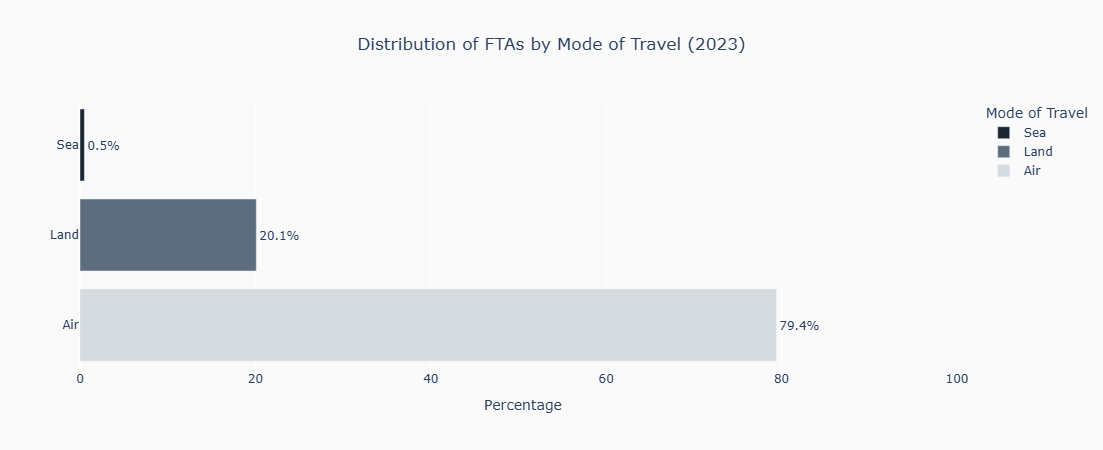 Distribution of FTAs by Mode of Travel (2023)
Mode of Travel
Sea
Land
Air
Sea 0.5%
Land 20.1%
Air 79.4%
0 20 40 60 80 100
Percentage